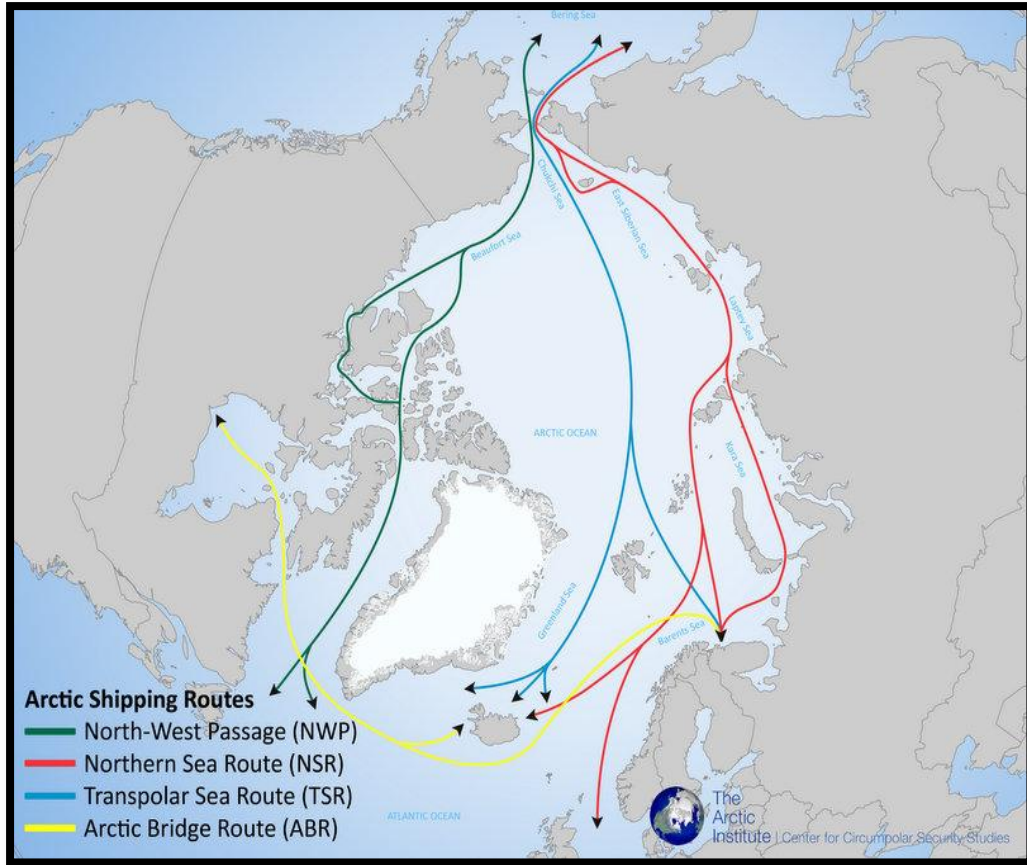 Bering Sea
Chukchi Sea
East Siberian Sea
Beaufort Sea
Laptev Sea
ARCTIC OCEAN
Kara Sea
Greenland Sea
Barents Sea
Arctic Shipping Routes
North-West Passage (NWP)
Northern Sea Route (NSR)
Transpolar Sea Route (TSR)
Arctic Bridge Route (ABR)
ATLANTIC OCEAN
The
Arctic
Institute | Center for Circumpolar Security Studies